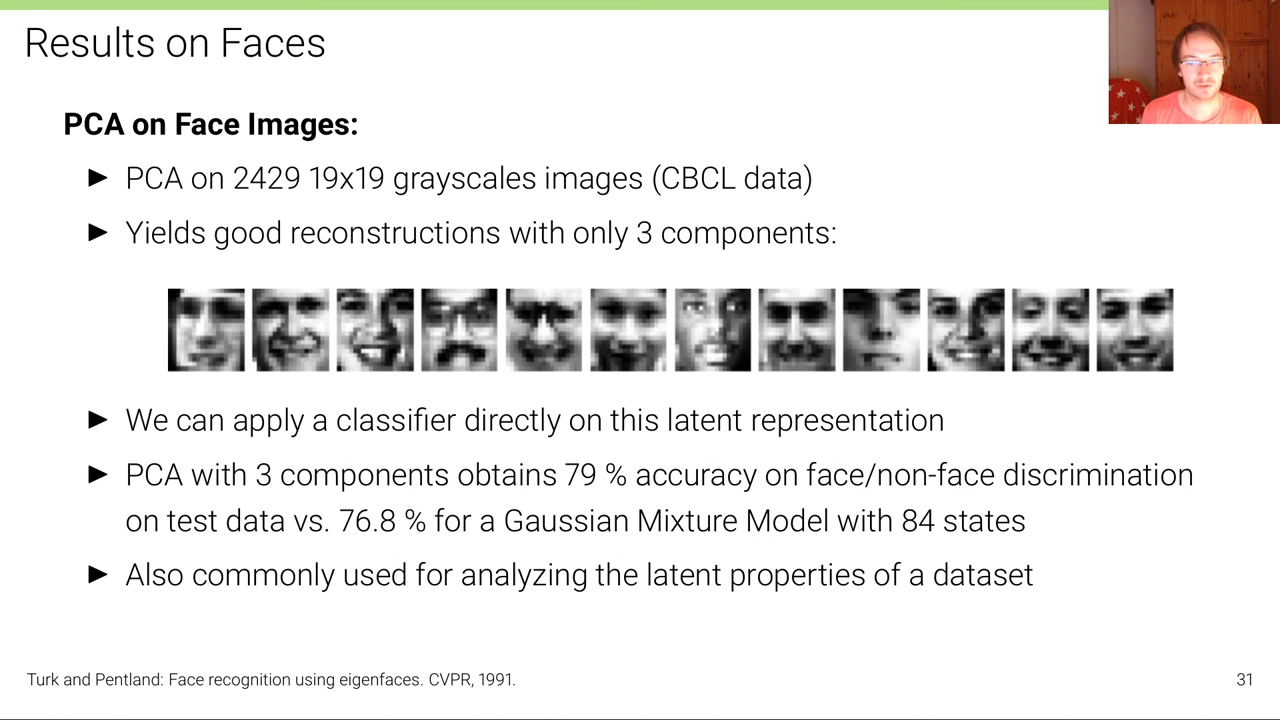 Results on Faces
PCA on Face Images:
► PCA on 2429 19x19 grayscales images (CBCL data)
► Yields good reconstructions with only 3 components:
► We can apply a classifier directly on this latent representation
► PCA with 3 components obtains 79 % accuracy on face/non-face discrimination
on test data vs. 76.8 % for a Gaussian Mixture Model with 84 states
► Also commonly used for analyzing the latent properties of a dataset
Turk and Pentland: Face recognition using eigenfaces. CVPR, 1991.
31